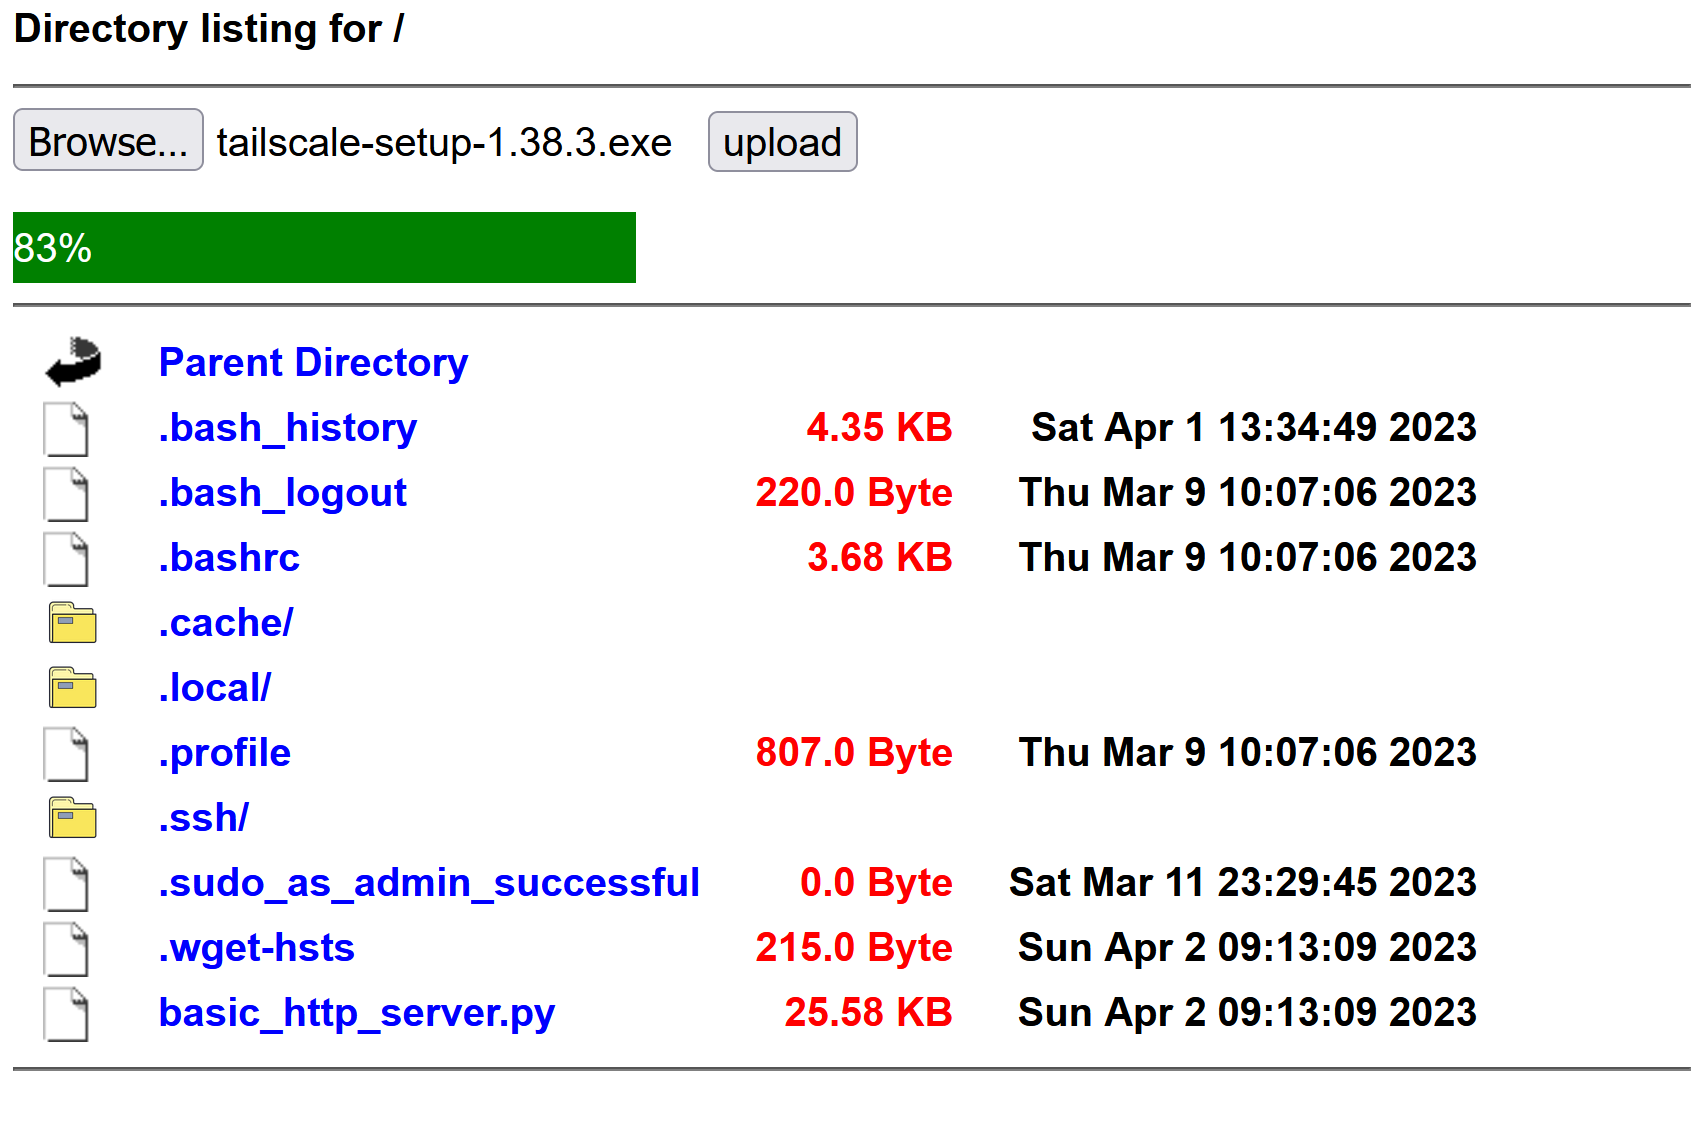 Directory listing for /
Browse... tailscale-setup-1.38.3.exe upload
83%
Parent Directory
.bash_history 4.35 KB Sat Apr 1 13:34:49 2023
.bash_logout 220.0 Byte Thu Mar 9 10:07:06 2023
.bashrc 3.68 KB Thu Mar 9 10:07:06 2023
.cache/
.local/
.profile 807.0 Byte Thu Mar 9 10:07:06 2023
.ssh/
.sudo_as_admin_successful 0.0 Byte Sat Mar 11 23:29:45 2023
.wget-hsts 215.0 Byte Sun Apr 2 09:13:09 2023
basic_http_server.py 25.58 KB Sun Apr 2 09:13:09 2023